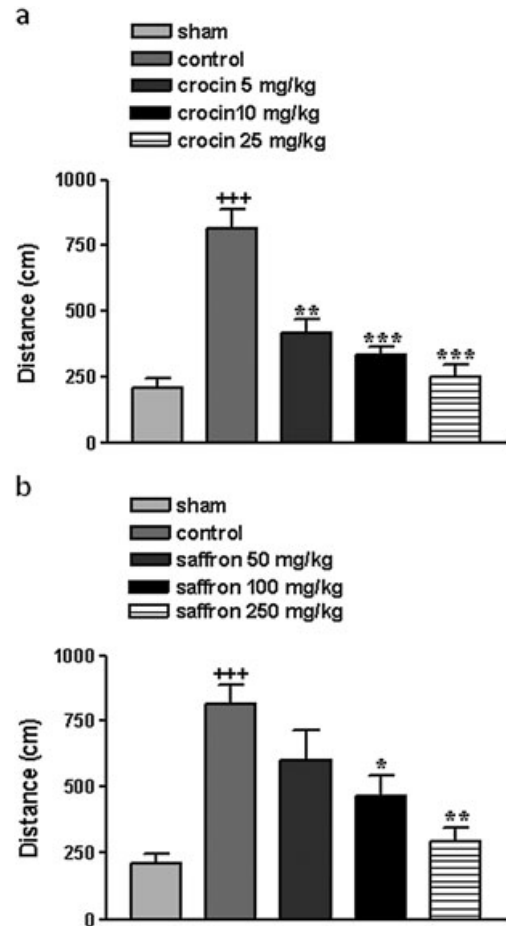 a
sham
control
crocin 5 mg/kg
crocin10 mg/kg
crocin 25 mg/kg
1000
750
500
250
0
Distance (cm)
+++
**
***
***
b
sham
control
saffron 50 mg/kg
saffron 100 mg/kg
saffron 250 mg/kg
1000
750
500
250
0
Distance (cm)
+++
*
**